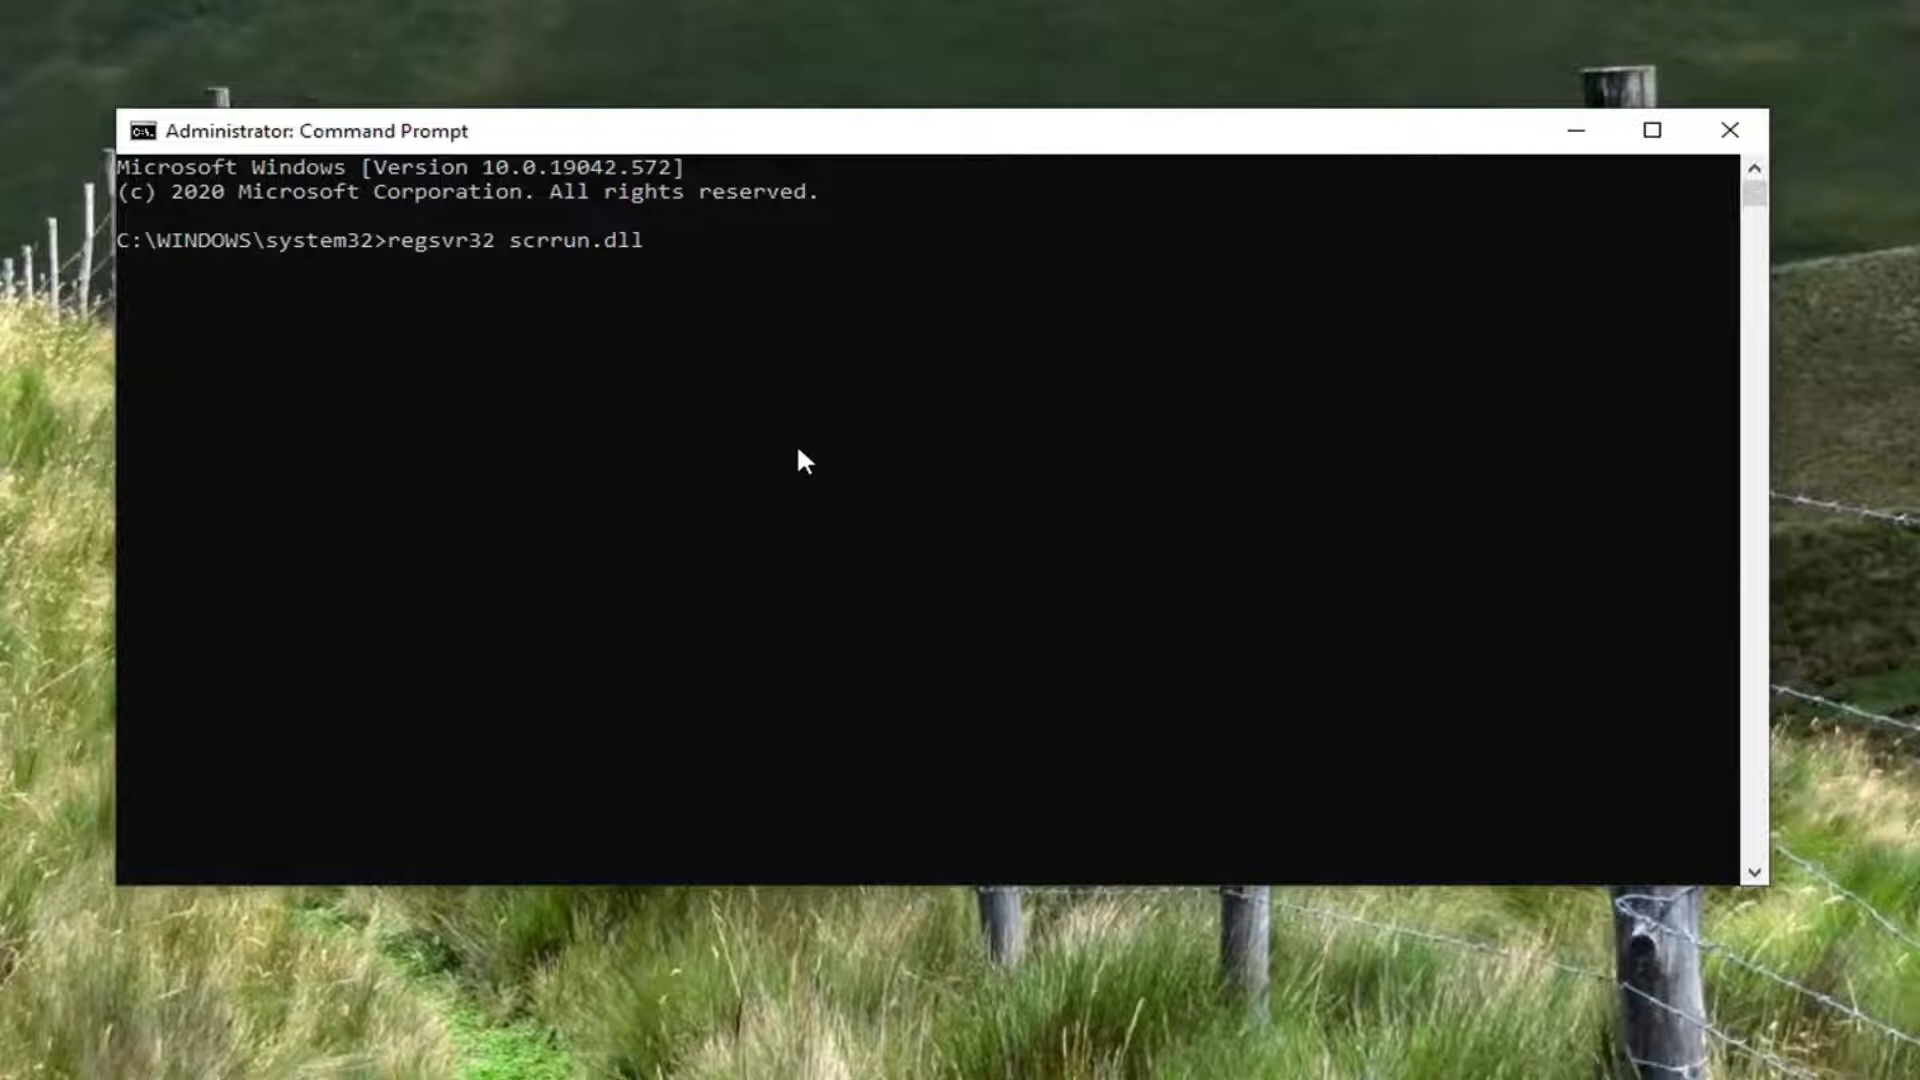 Administrator: Command Prompt
Microsoft Windows [Version 10.0.19042.572]
(c) 2020 Microsoft Corporation. All rights reserved.
C:\WINDOWS\system32>regsvr32 scrrun.dll